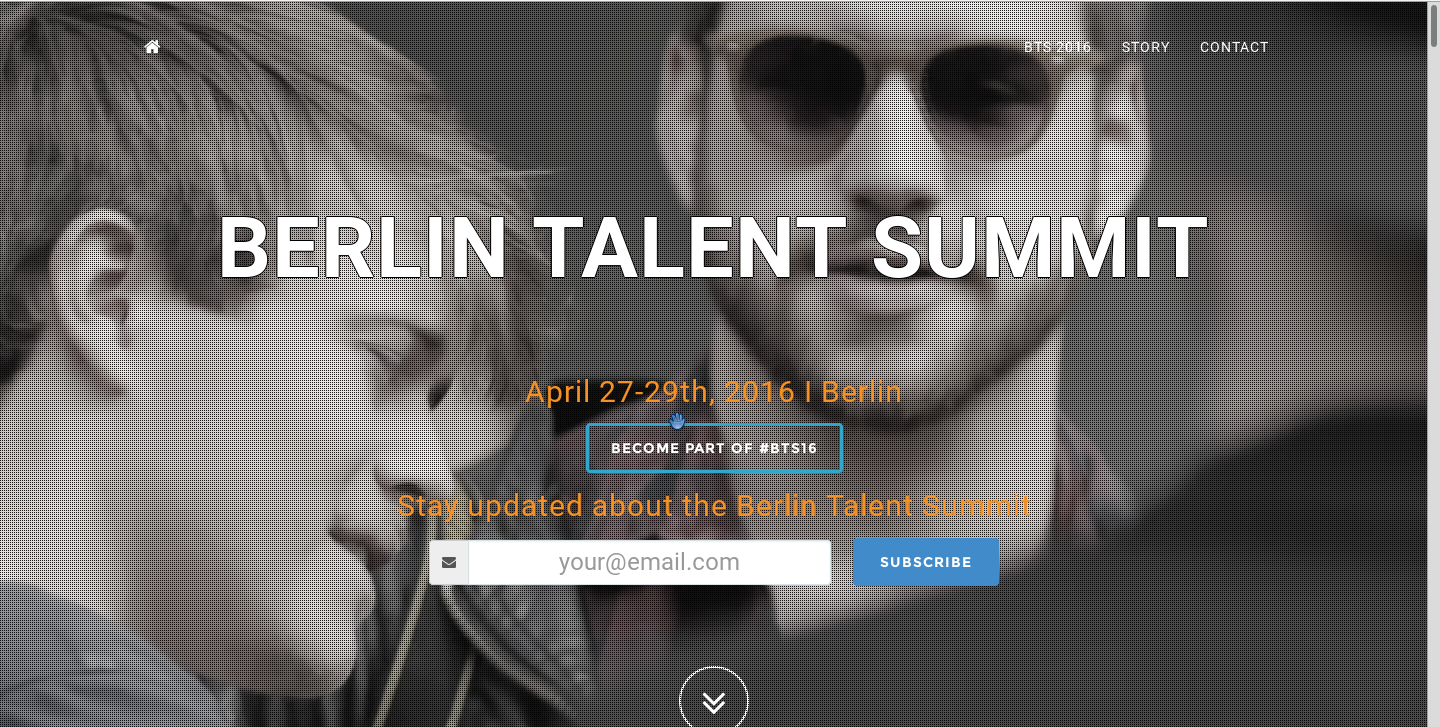 BTS 2016 STORY CONTACT
BERLIN TALENT SUMMIT
April 27-29th, 2016 I Berlin
BECOME PART OF #BTS16
Stay updated about the Berlin Talent Summit
your@email.com SUBSCRIBE